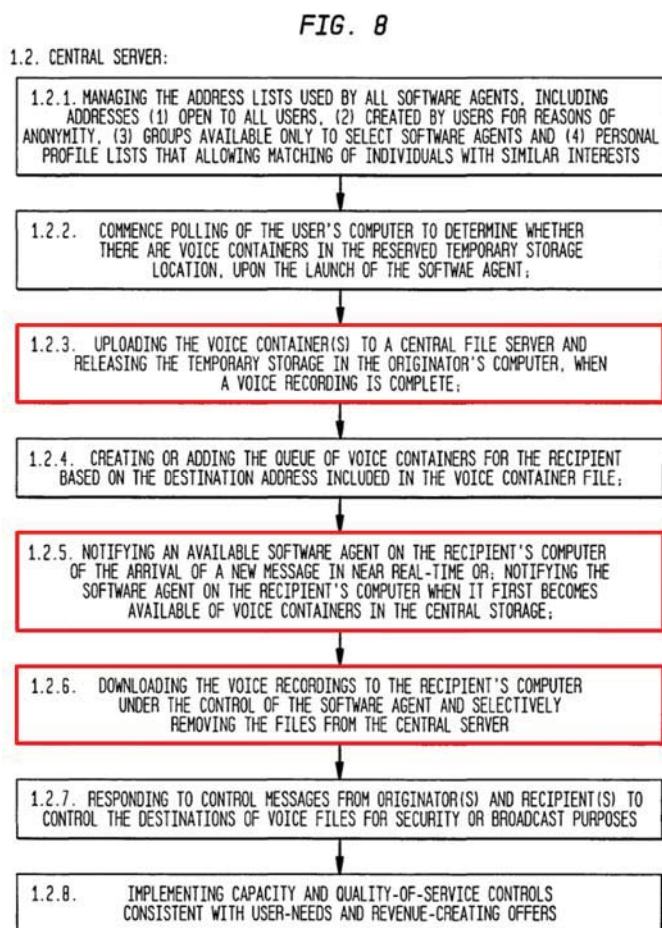 FIG. 8
1.2. CENTRAL SERVER:
1.2.1. MANAGING THE ADDRESS LISTS USED BY ALL SOFTWARE AGENTS, INCLUDING
ADDRESSES (1) OPEN TO ALL USERS, (2) CREATED BY USERS FOR REASONS OF
ANONYMITY, (3) GROUPS AVAILABLE ONLY TO SELECT SOFTWARE AGENTS AND (4) PERSONAL
PROFILE LISTS THAT ALLOWING MATCHING OF INDIVIDUALS WITH SIMILAR INTERESTS
1.2.2. COMMENCE POLLING OF THE USER'S COMPUTER TO DETERMINE WHETHER
THERE ARE VOICE CONTAINERS IN THE RESERVED TEMPORARY STORAGE
LOCATION, UPON THE LAUNCH OF THE SOFTWAE AGENT;
1.2.3. UPLOADING THE VOICE CONTAINER(S) TO A CENTRAL FILE SERVER AND
RELEASING THE TEMPORARY STORAGE IN THE ORIGINATOR'S COMPUTER, WHEN
A VOICE RECORDING IS COMPLETE;
1.2.4. CREATING OR ADDING THE QUEUE OF VOICE CONTAINERS FOR THE RECIPIENT
BASED ON THE DESTINATION ADDRESS INCLUDED IN THE VOICE CONTAINER FILE;
1.2.5. NOTIFYING AN AVAILABLE SOFTWARE AGENT ON THE RECIPIENT'S COMPUTER
OF THE ARRIVAL OF A NEW MESSAGE IN NEAR REAL-TIME OR; NOTIFYING THE
SOFTWARE AGENT ON THE RECIPIENT'S COMPUTER WHEN IT FIRST BECOMES
AVAILABLE OF VOICE CONTAINERS IN THE CENTRAL STORAGE;
1.2.6. DOWNLOADING THE VOICE RECORDINGS TO THE RECIPIENT'S COMPUTER
UNDER THE CONTROL OF THE SOFTWARE AGENT AND SELECTIVELY
REMOVING THE FILES FROM THE CENTRAL SERVER
1.2.7. RESPONDING TO CONTROL MESSAGES FROM ORIGINATOR(S) AND RECIPIENT(S) TO
CONTROL THE DESTINATIONS OF VOICE FILES FOR SECURITY OR BROADCAST PURPOSES
1.2.8. IMPLEMENTING CAPACITY AND QUALITY-OF-SERVICE CONTROLS
CONSISTENT WITH USER-NEEDS AND REVENUE-CREATING OFFERS